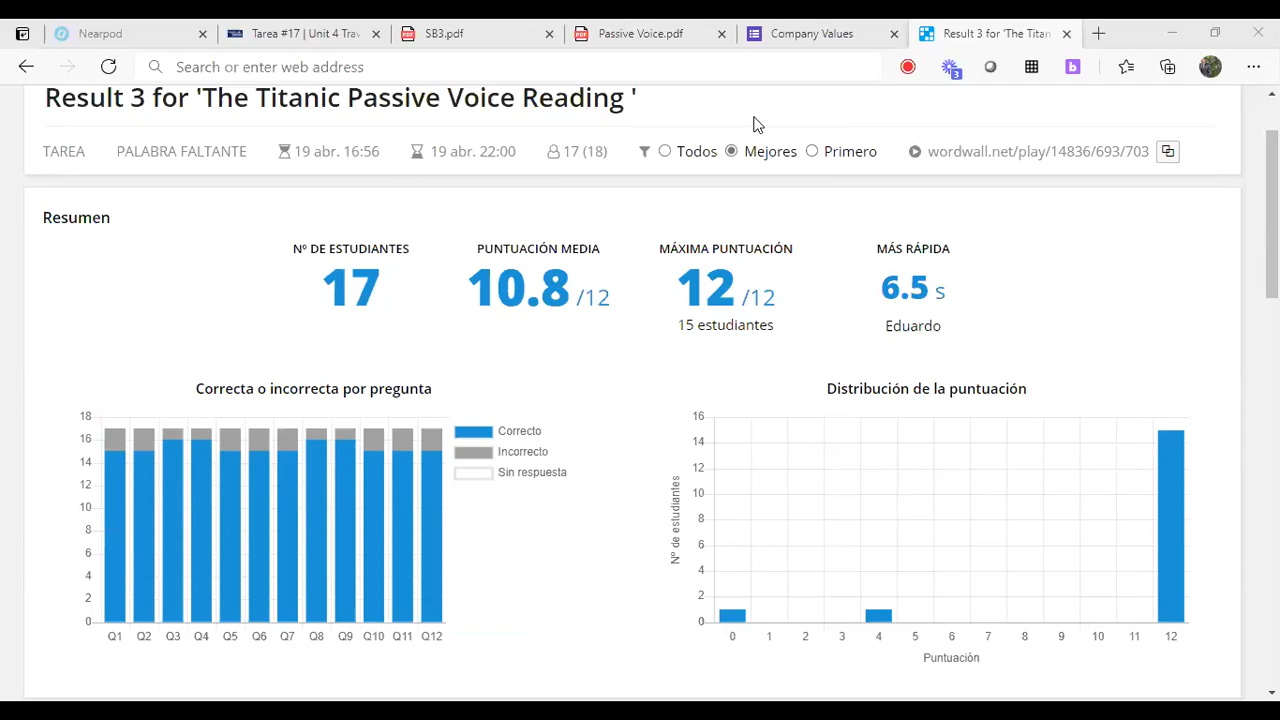 Nearpod
Tarea #17 | Unit 4 Trav
SB3.pdf
Passive Voice.pdf
Company Values
Result 3 for 'The Titan
Search or enter web address
3
b
Result 3 for 'The Titanic Passive Voice Reading '
TAREA PALABRA FALTANTE 19 abr. 16:56 19 abr. 22:00 17 (18) Todos Mejores Primero wordwall.net/play/14836/693/703
Resumen
Nº DE ESTUDIANTES
17
PUNTUACIÓN MEDIA
10.8 /12
MÁXIMA PUNTUACIÓN
12 /12
15 estudiantes
MÁS RÁPIDA
6.5 s
Eduardo
Correcta o incorrecta por pregunta
18
16
14
12
10
8
6
4
2
0
Q1 Q2 Q3 Q4 Q5 Q6 Q7 Q8 Q9 Q10 Q11 Q12
Correcto
Incorrecto
Sin respuesta
Distribución de la puntuación
Nº de estudiantes
16
14
12
10
8
6
4
2
0
0 1 2 3 4 5 6 7 8 9 10 11 12
Puntuación